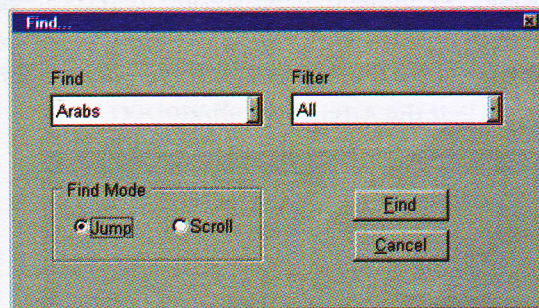 Find...
Find
Filter
Arabs
All
Find Mode
Jump
Scroll
Find
Cancel